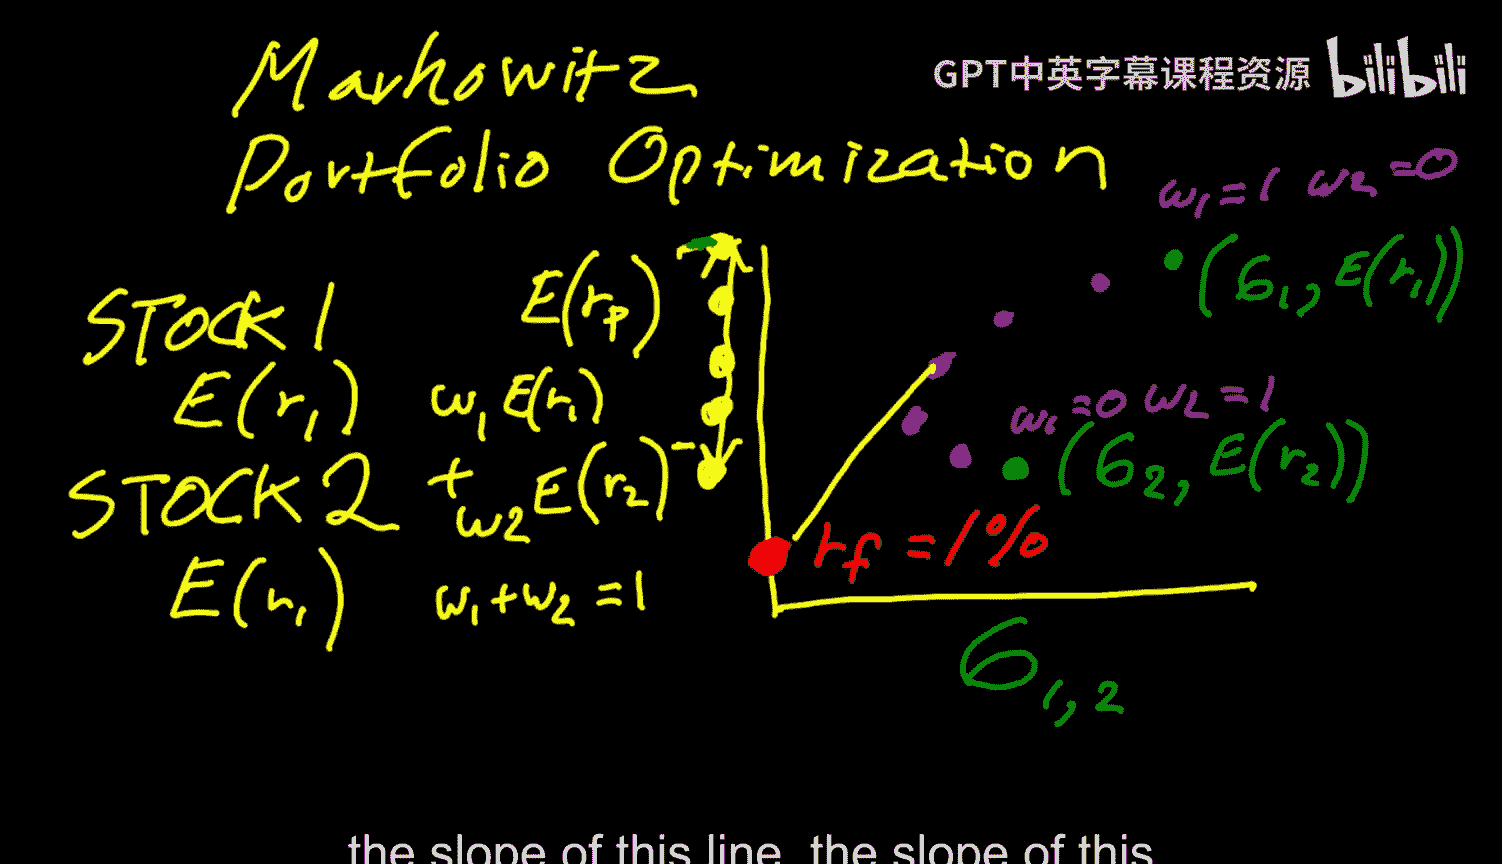 Markowitz
GPT中英字幕课程资源 bilibili
Portfolio Optimization
w1=1 w2=0
(σ1, E(r1))
STOCK 1
E(rp)
E(r1)
w1 E(r1)
w1=0 w2=1
(σ2, E(r2))
STOCK 2
+ w2 E(r2)
rf = 1%
E(r1)
w1+w2=1
σ1,2
the slope of this line, the slope of this